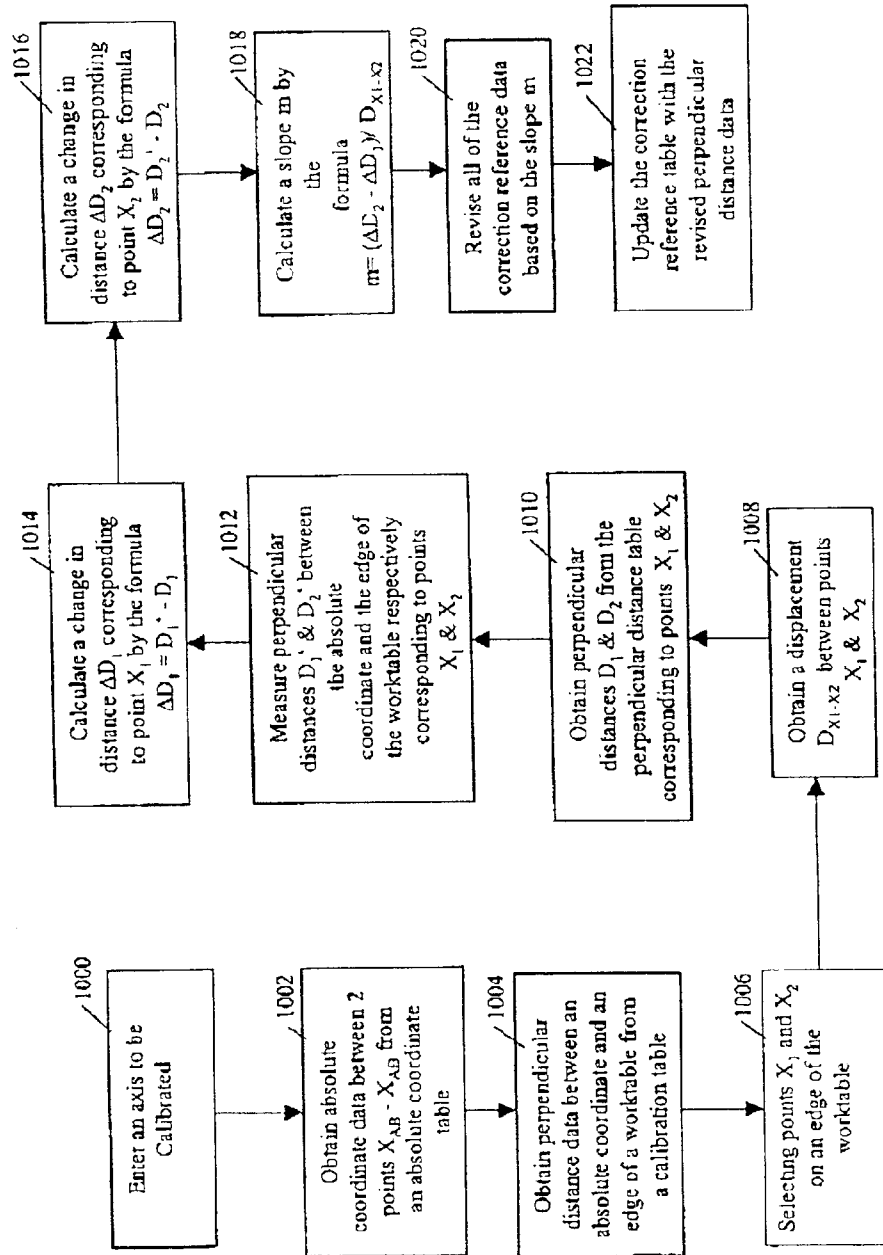 1000
Enter an axis to be
Calibrated
1002
Obtain absolute
coordinate data between 2
points X_AB - X_AB from
an absolute coordinate
table
1004
Obtain perpendicular
distance data between an
absolute coordinate and an
edge of a worktable from
a calibration table
1006
Selecting points X₁ and X₂
on an edge of the
worktable
1008
Obtain a displacement
D_X1-X2 between points
X₁ & X₂
1010
Obtain perpendicular
distances D₁ & D₂ from the
perpendicular distance table
corresponding to points X₁ & X₂
1012
Measure perpendicular
distances D₁' & D₂' between
the absolute
coordinate and the edge of
the worktable respectively
corresponding to points
X₁ & X₂
1014
Calculate a change in
distance ΔD₁ corresponding
to point X₁ by the formula
ΔD₁ = D₁' - D₁
1016
Calculate a change in
distance ΔD₂ corresponding
to point X₂ by the formula
ΔD₂ = D₂' - D₂
1018
Calculate a slope m by
the
formula
m= (ΔD₂ - ΔD₁)/ D_X1-X2
1020
Revise all of the
correction reference data
based on the slope m
1022
Update the correction
reference table with the
revised perpendicular
distance data